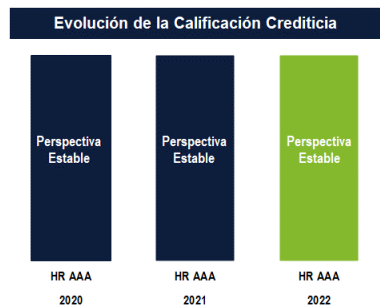 Evolución de la Calificación Crediticia
Perspectiva Estable
Perspectiva Estable
Perspectiva Estable
HR AAA
HR AAA
HR AAA
2020
2021
2022